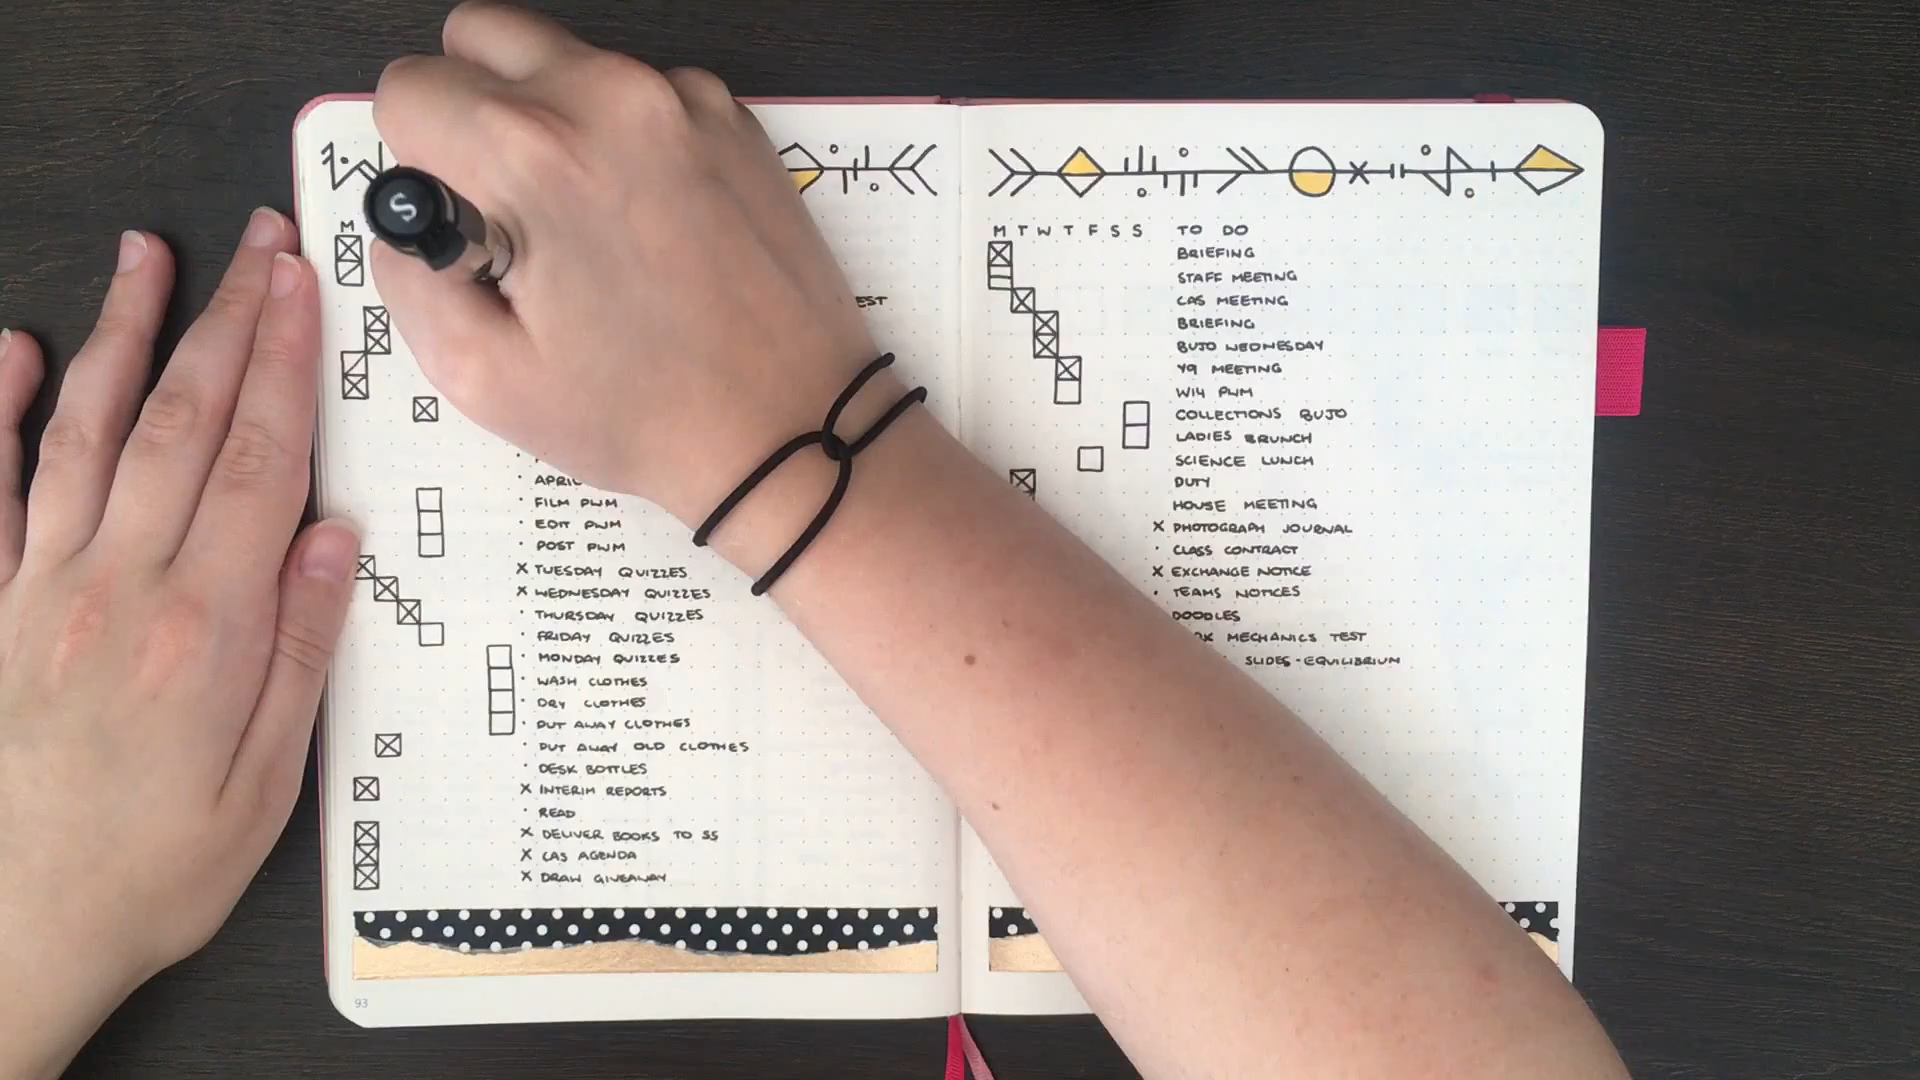 S
M
EST
APRIL
· FILM PWM
· EDIT PWM
· POST PWM
X TUESDAY QUIZZES
X WEDNESDAY QUIZZES
· THURSDAY QUIZZES
· FRIDAY QUIZZES
· MONDAY QUIZZES
· WASH CLOTHES
· DRY CLOTHES
· PUT AWAY CLOTHES
· PUT AWAY OLD CLOTHES
· DESK BOTTLES
X INTERIM REPORTS
· READ
X DELIVER BOOKS TO SS
X CAS AGENDA
X DRAW GIVEAWAY
93
M T W T F S S TO DO
BRIEFING
STAFF MEETING
CAS MEETING
BRIEFING
BUJO WEDNESDAY
Y9 MEETING
W14 PWM
COLLECTIONS BUJO
LADIES BRUNCH
SCIENCE LUNCH
DUTY
HOUSE MEETING
X PHOTOGRAPH JOURNAL
· CLASS CONTRACT
X EXCHANGE NOTICE
· TEAMS NOTICES
DOODLES
MECHANICS TEST
SLIDES - EQUILIBRIUM